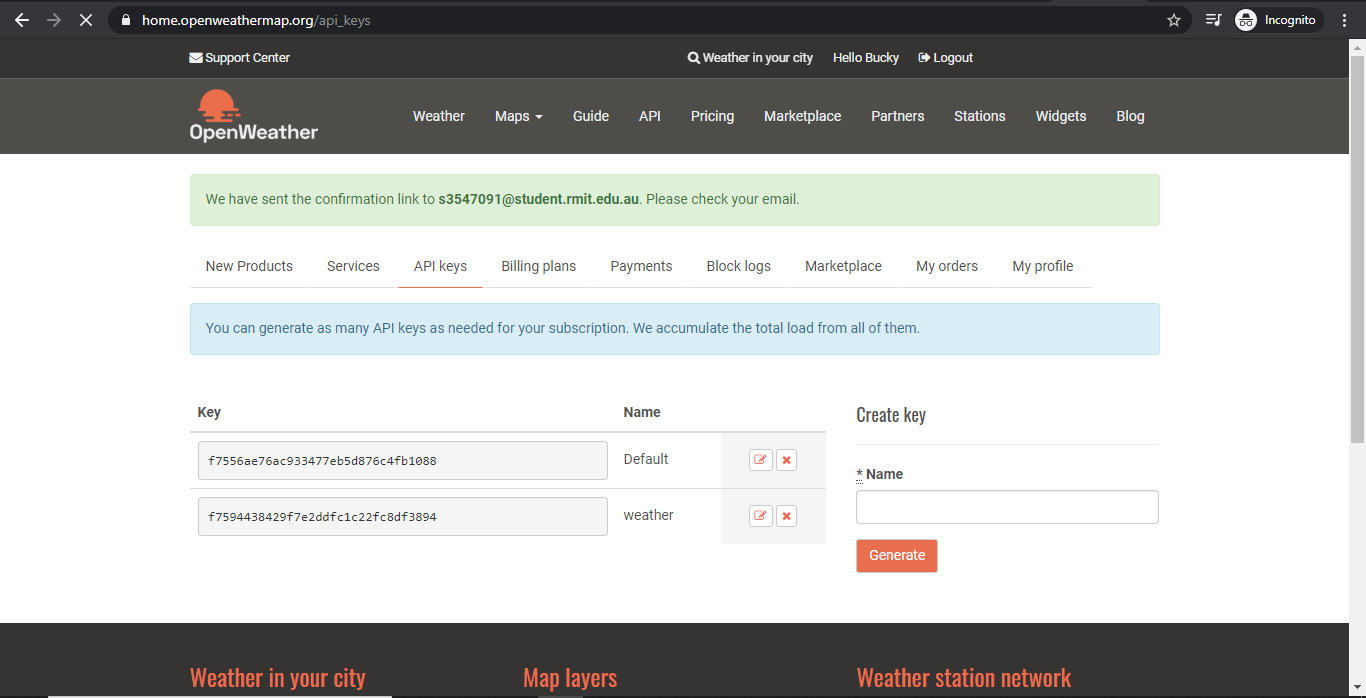 home.openweathermap.org/api_keys
Incognito
Support Center
Weather in your city
Hello Bucky
Logout
OpenWeather
Weather
Maps
Guide
API
Pricing
Marketplace
Partners
Stations
Widgets
Blog
We have sent the confirmation link to s3547091@student.rmit.edu.au. Please check your email.
New Products
Services
API keys
Billing plans
Payments
Block logs
Marketplace
My orders
My profile
You can generate as many API keys as needed for your subscription. We accumulate the total load from all of them.
Key
Name
f7556ae76ac933477eb5d876c4fb1088
Default
f7594438429f7e2ddfc1c22fc8df3894
weather
Create key
* Name
Generate
Weather in your city
Map layers
Weather station network